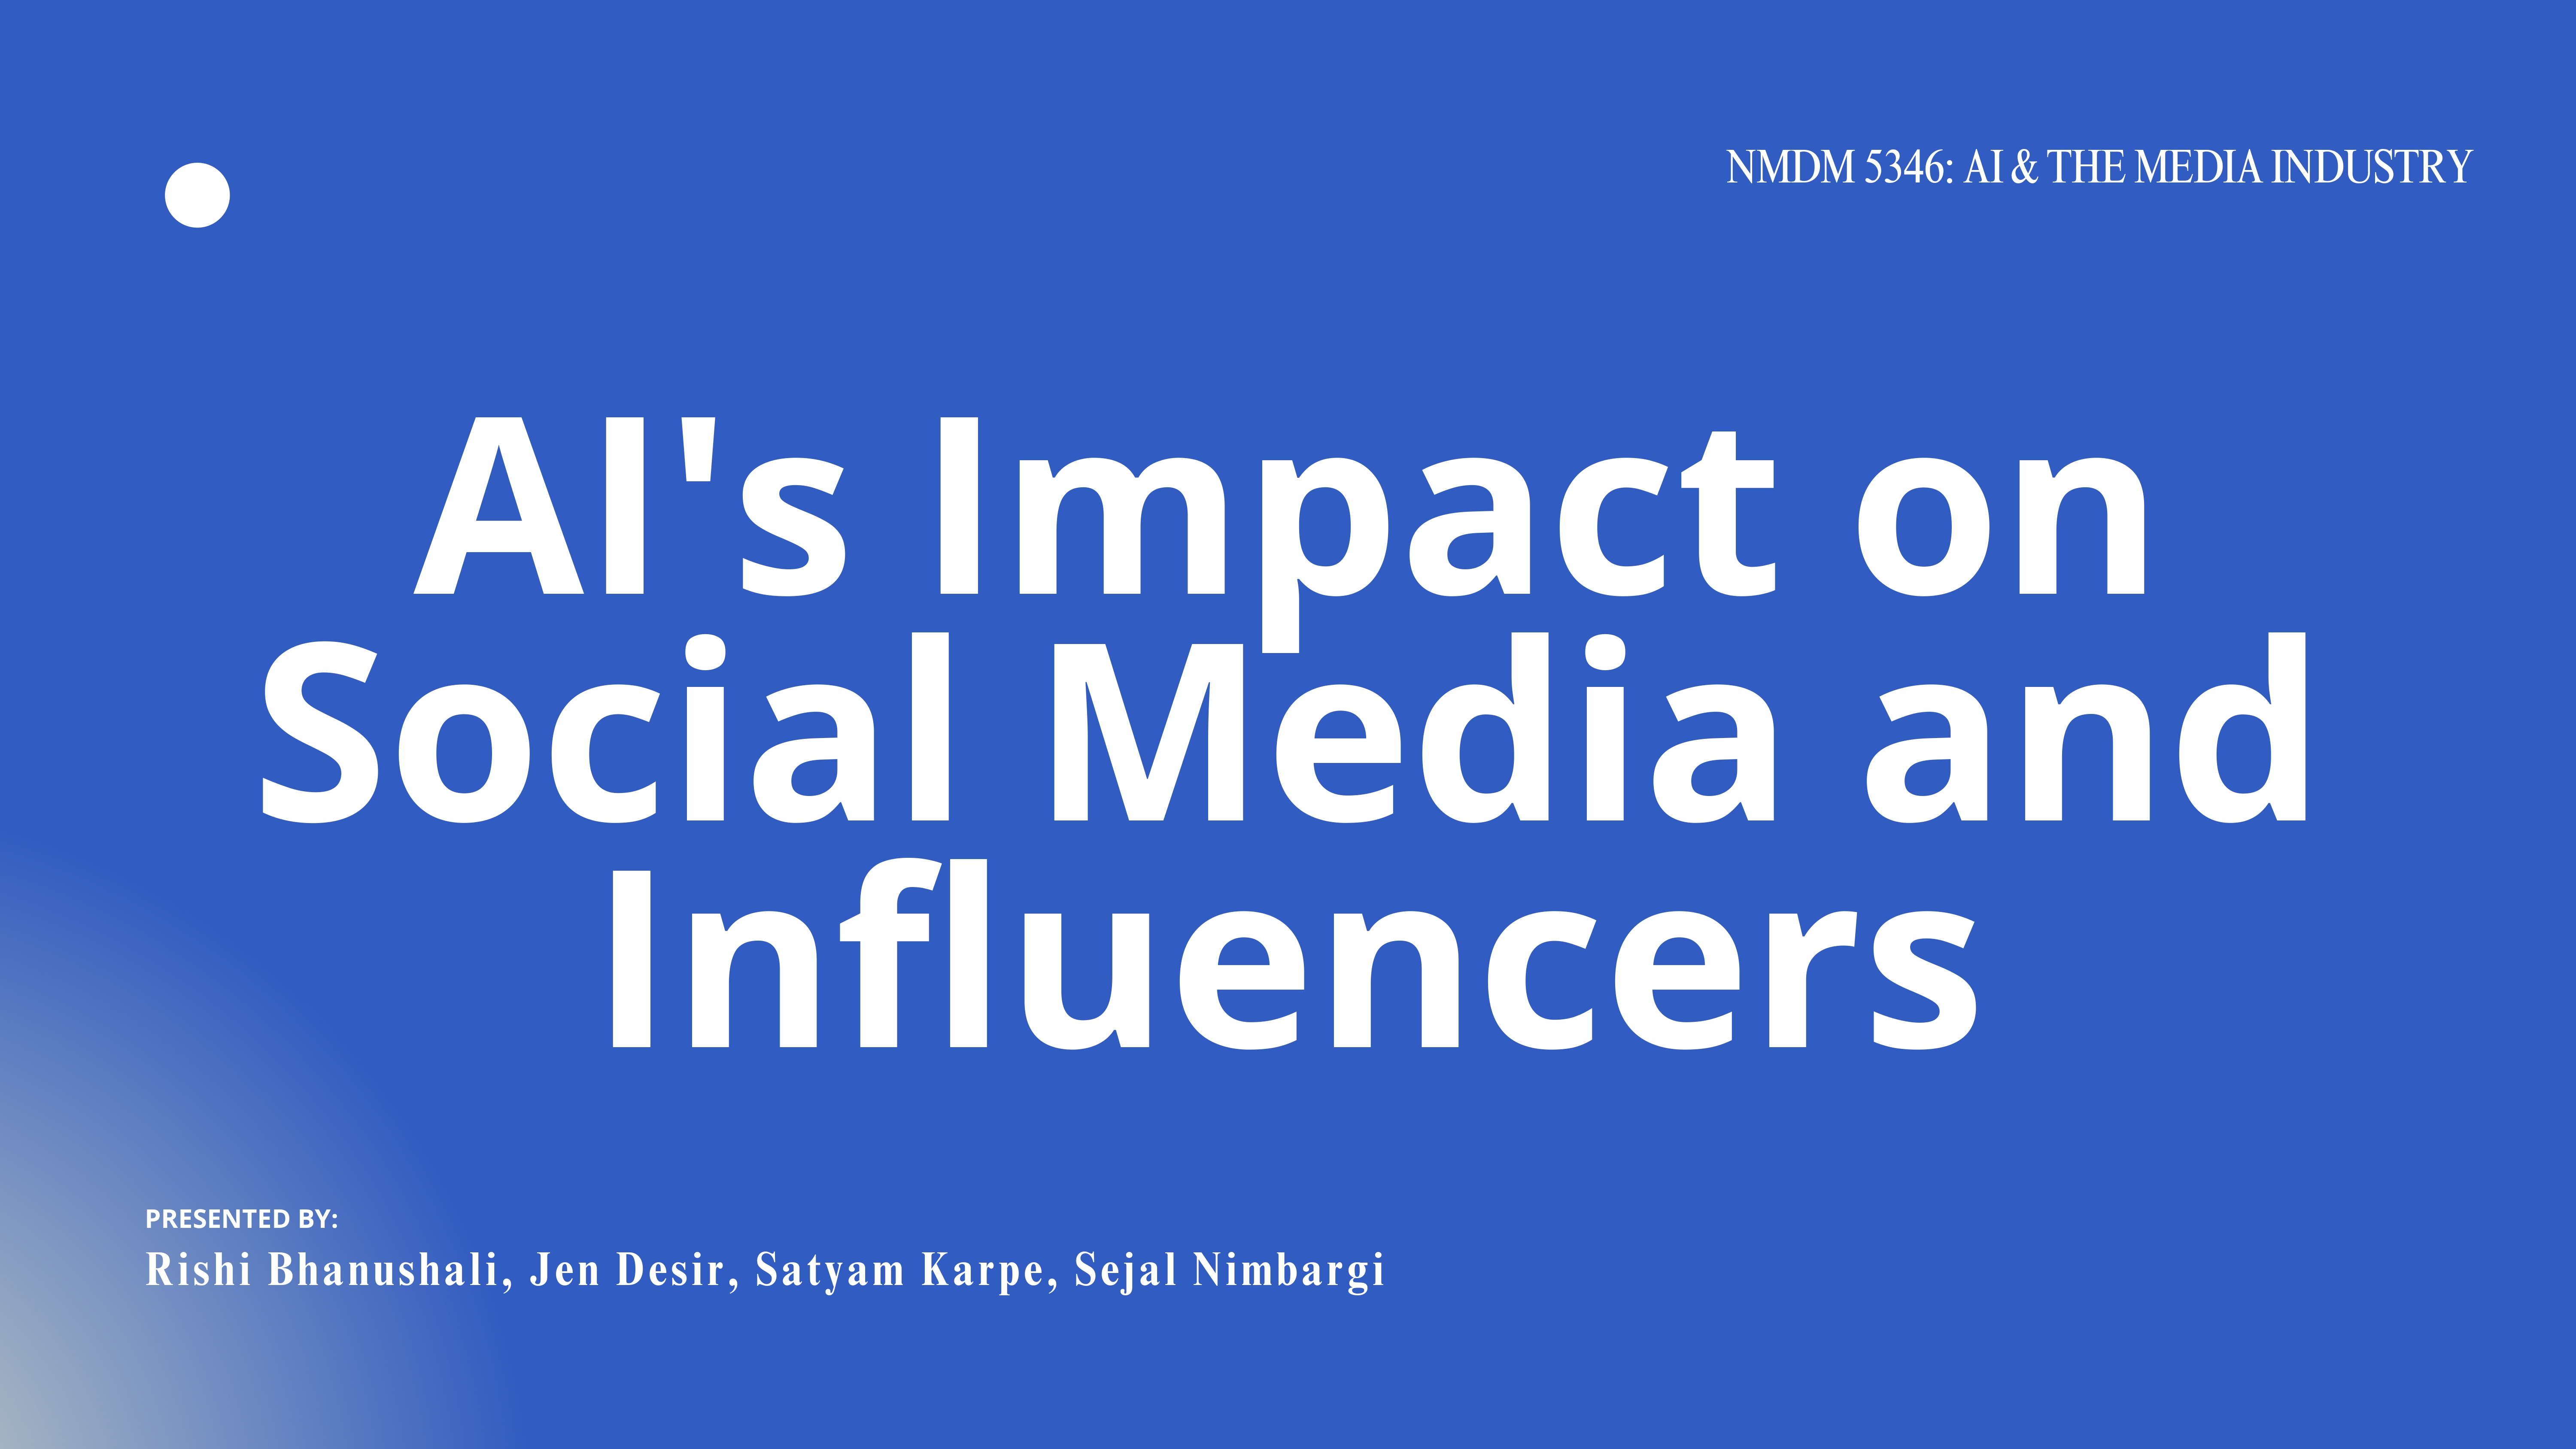 NMDM 5346: AI & THE MEDIA INDUSTRY
AI's Impact on
Social Media and
Influencers
PRESENTED BY:
Rishi Bhanushali, Jen Desir, Satyam Karpe, Sejal Nimbargi